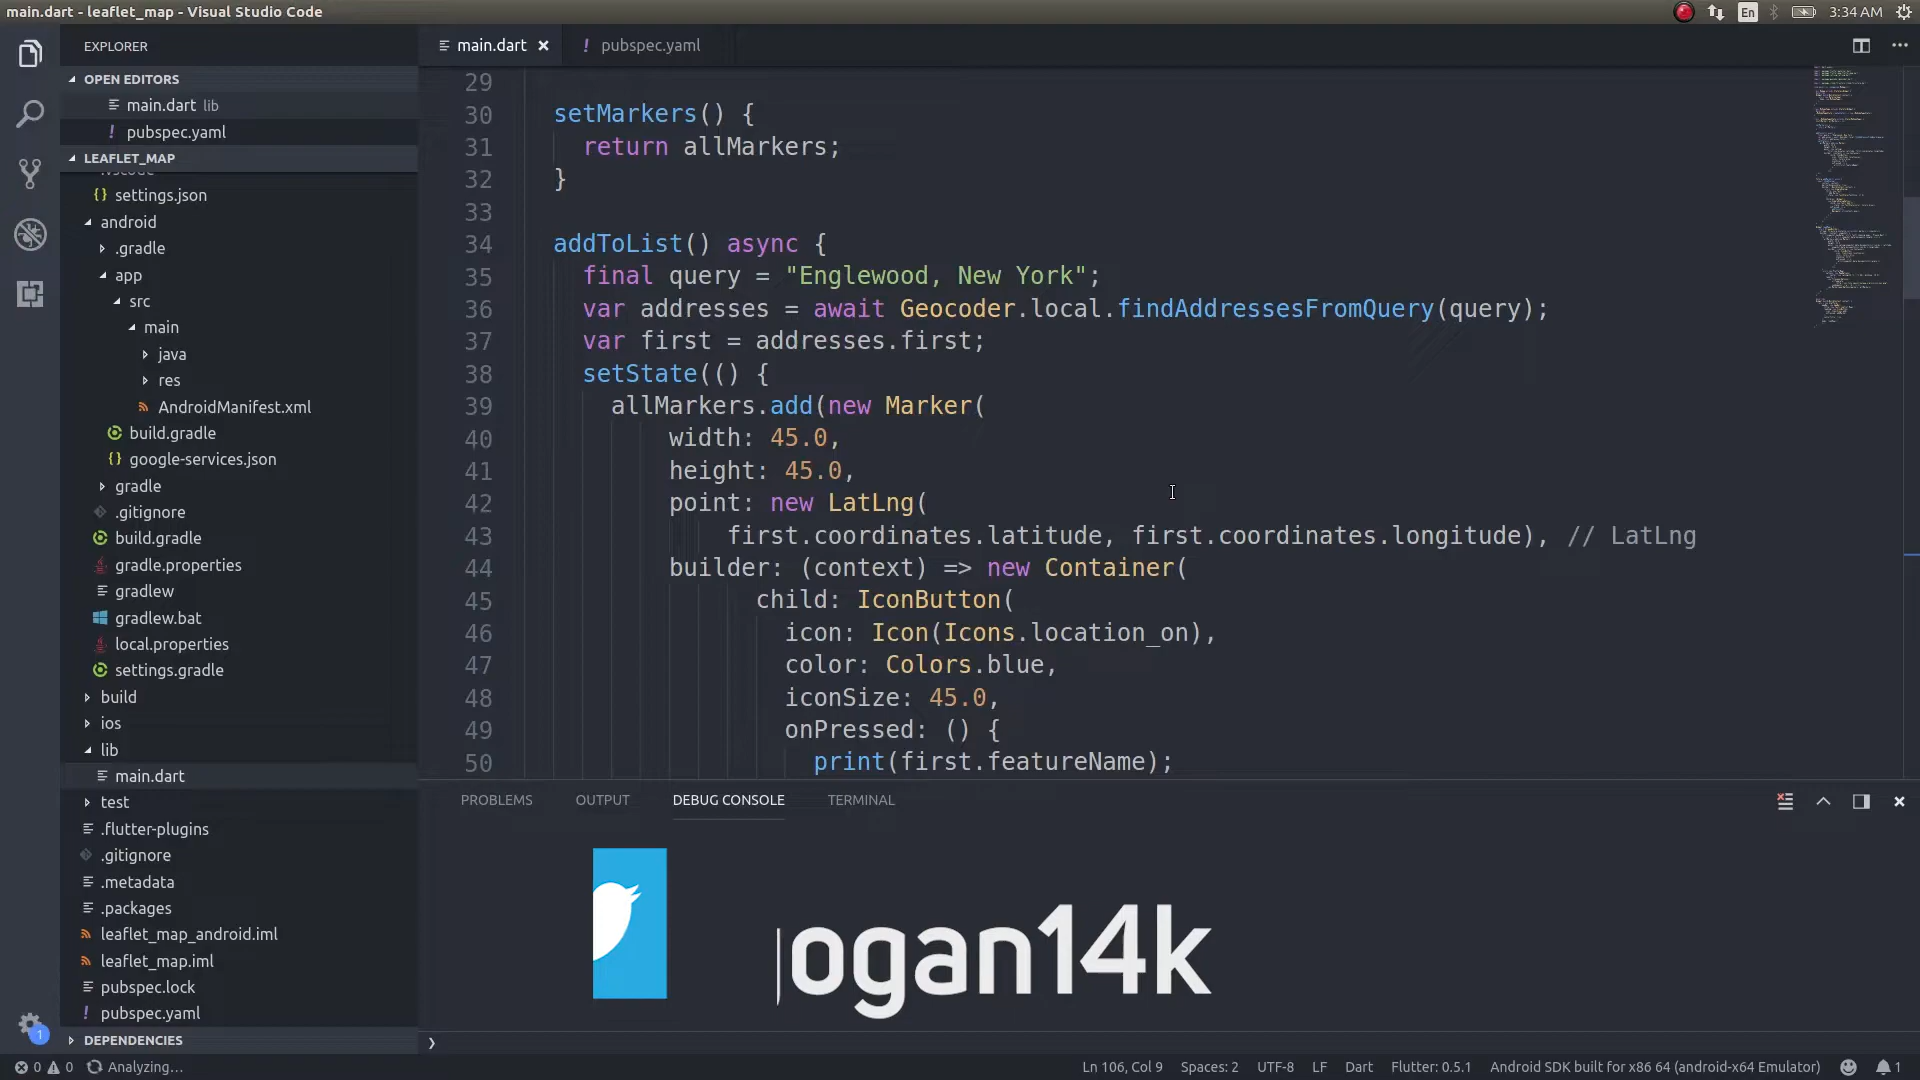 main.dart - leaflet_map - Visual Studio Code
En
3:34 AM
EXPLORER
main.dart
! pubspec.yaml
OPEN EDITORS
main.dart lib
! pubspec.yaml
LEAFLET_MAP
.vscode
{} settings.json
android
.gradle
app
src
main
java
res
AndroidManifest.xml
build.gradle
{} google-services.json
gradle
.gitignore
build.gradle
gradle.properties
gradlew
gradlew.bat
local.properties
settings.gradle
build
ios
lib
main.dart
test
.flutter-plugins
.gitignore
.metadata
.packages
leaflet_map_android.iml
leaflet_map.iml
pubspec.lock
! pubspec.yaml
DEPENDENCIES
29
30 setMarkers() {
31 return allMarkers;
32 }
33
34 addToList() async {
35 final query = "Englewood, New York";
36 var addresses = await Geocoder.local.findAddressesFromQuery(query);
37 var first = addresses.first;
38 setState(() {
39 allMarkers.add(new Marker(
40 width: 45.0,
41 height: 45.0,
42 point: new LatLng(
43 first.coordinates.latitude, first.coordinates.longitude), // LatLng
44 builder: (context) => new Container(
45 child: IconButton(
46 icon: Icon(Icons.location_on),
47 color: Colors.blue,
48 iconSize: 45.0,
49 onPressed: () {
50 print(first.featureName);
PROBLEMS OUTPUT DEBUG CONSOLE TERMINAL
ogan14k
1
0 0 Analyzing... Ln 106, Col 9 Spaces: 2 UTF-8 LF Dart Flutter: 0.5.1 Android SDK built for x86 64 (android-x64 Emulator) 1